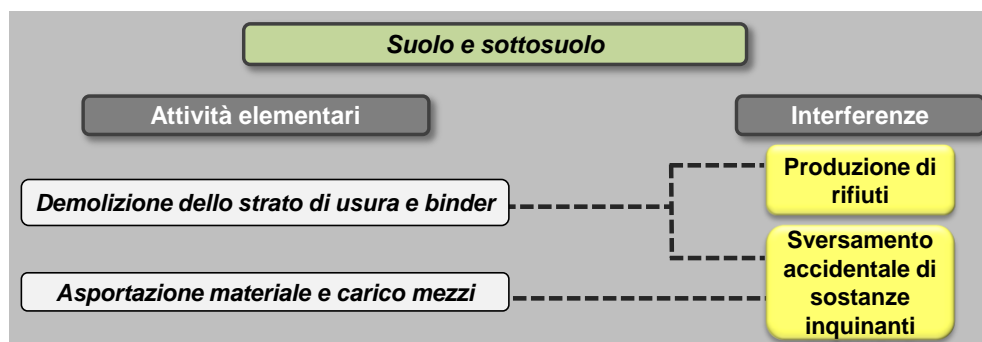 Suolo e sottosuolo
Attività elementari
Interferenze
Demolizione dello strato di usura e binder
Produzione di
rifiuti
Asportazione materiale e carico mezzi
Sversamento
accidentale di
sostanze
inquinanti